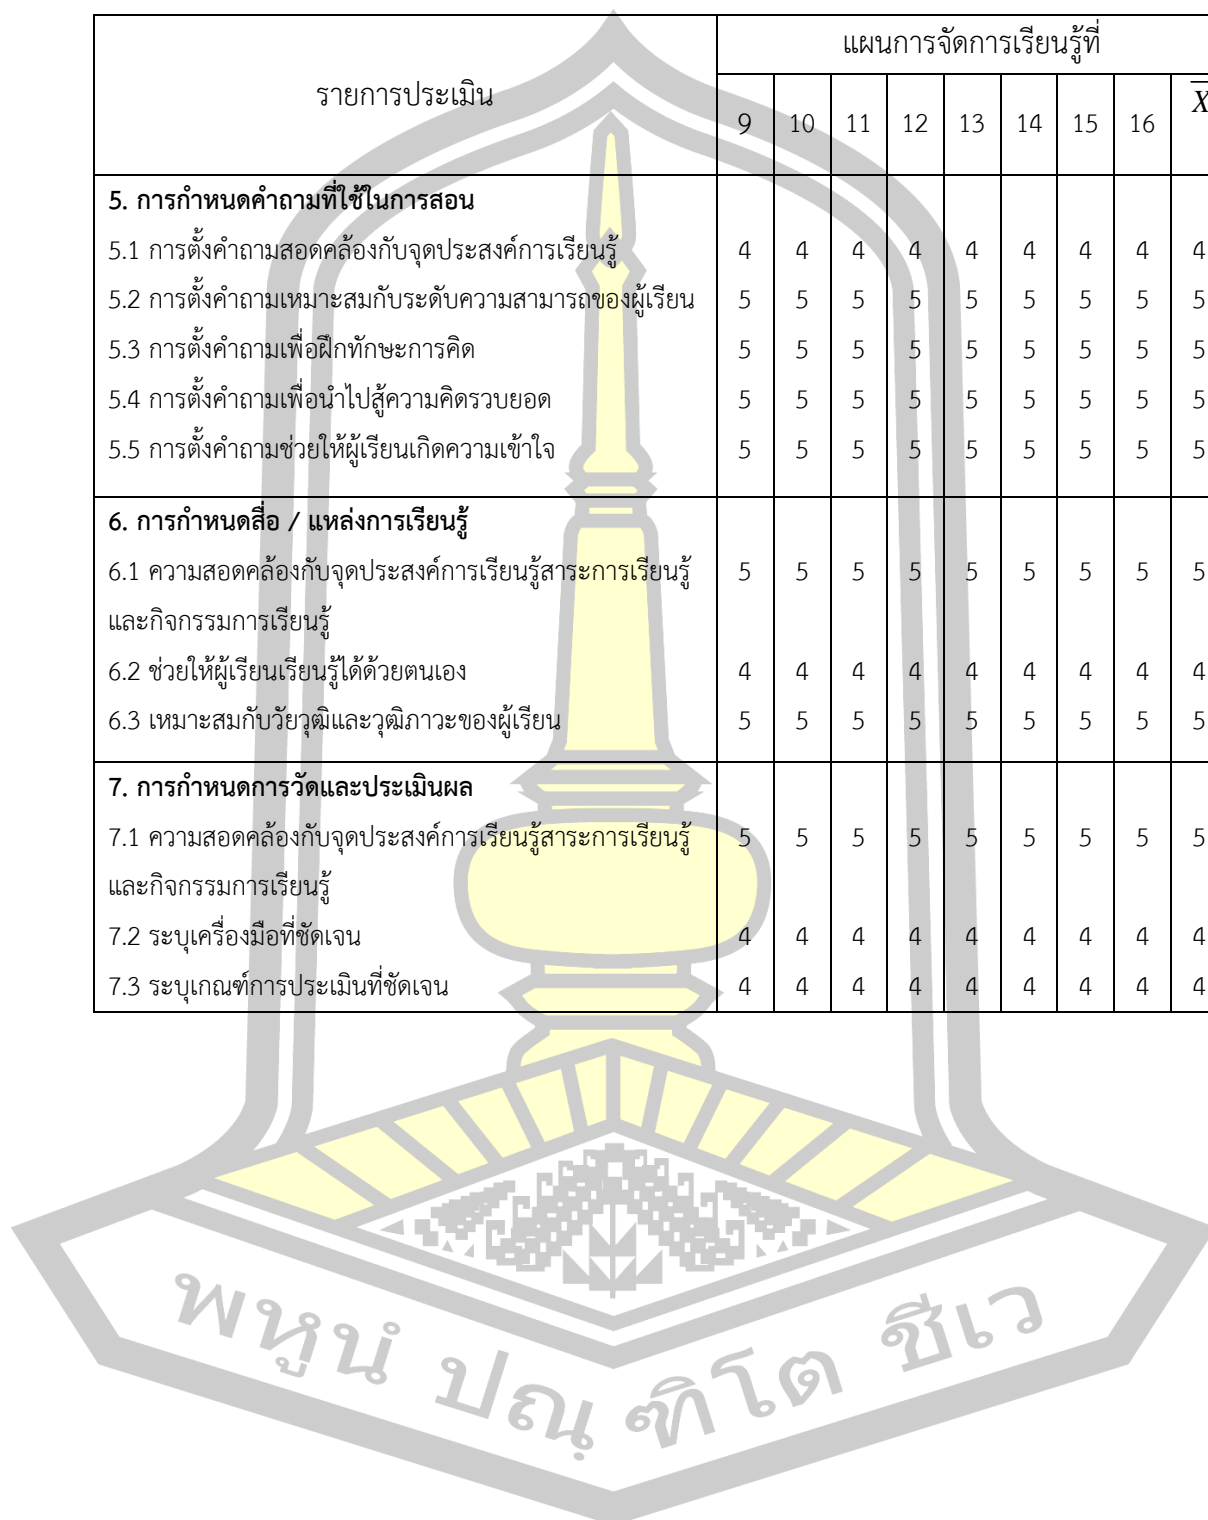 แผนการจัดการเรียนรู้ที่
รายการประเมิน
9 10 11 12 13 14 15 16 X
5. การกำหนดคำถามที่ใช้ในการสอน
5.1 การตั้งคำถามสอดคล้องกับจุดประสงค์การเรียนรู้ 4 4 4 4 4 4 4 4 4
5.2 การตั้งคำถามเหมาะสมกับระดับความสามารถของผู้เรียน 5 5 5 5 5 5 5 5 5
5.3 การตั้งคำถามเพื่อฝึกทักษะการคิด 5 5 5 5 5 5 5 5 5
5.4 การตั้งคำถามเพื่อนำไปสู้ความคิดรวบยอด 5 5 5 5 5 5 5 5 5
5.5 การตั้งคำถามช่วยให้ผู้เรียนเกิดความเข้าใจ 5 5 5 5 5 5 5 5 5
6. การกำหนดสื่อ / แหล่งการเรียนรู้
6.1 ความสอดคล้องกับจุดประสงค์การเรียนรู้สาระการเรียนรู้ 5 5 5 5 5 5 5 5 5
และกิจกรรมการเรียนรู้
6.2 ช่วยให้ผู้เรียนเรียนรู้ได้ด้วยตนเอง 4 4 4 4 4 4 4 4 4
6.3 เหมาะสมกับวัยวุฒิและวุฒิภาวะของผู้เรียน 5 5 5 5 5 5 5 5 5
7. การกำหนดการวัดและประเมินผล
7.1 ความสอดคล้องกับจุดประสงค์การเรียนรู้สาระการเรียนรู้ 5 5 5 5 5 5 5 5 5
และกิจกรรมการเรียนรู้
7.2 ระบุเครื่องมือที่ชัดเจน 4 4 4 4 4 4 4 4 4
7.3 ระบุเกณฑ์การประเมินที่ชัดเจน 4 4 4 4 4 4 4 4 4
พหูนํ ปณฺฑิโต ชีเว